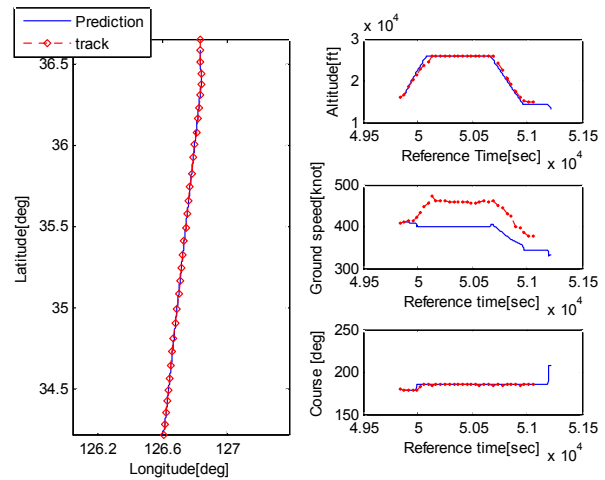 Prediction
track
36.5
36
35.5
35
34.5
Latitude[deg]
126.2 126.6 127
Longitude[deg]
x 10^4
3
2
1
Altitude[ft]
4.95 5 5.05 5.1 5.15
Reference Time[sec]
x 10^4
500
400
300
Ground speed[knot]
4.95 5 5.05 5.1 5.15
Reference time[sec]
x 10^4
250
200
150
Course [deg]
4.95 5 5.05 5.1 5.15
Reference time[sec]
x 10^4